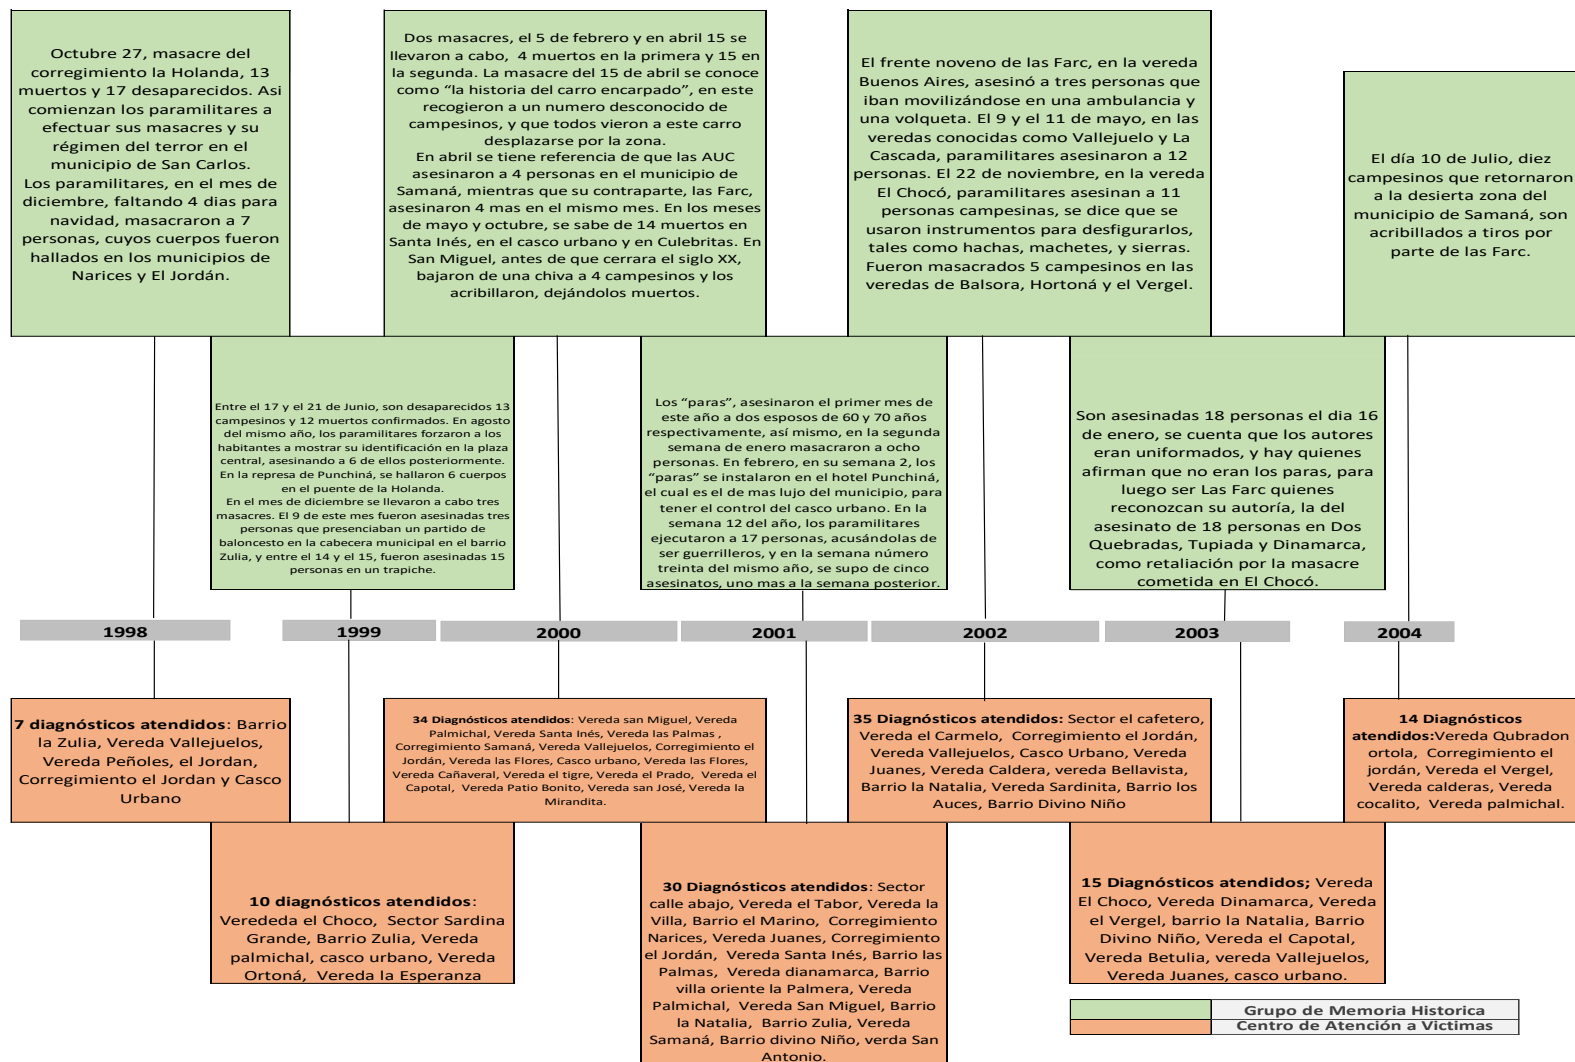 Octubre 27, masacre del
corregimiento la Holanda, 13
muertos y 17 desaparecidos. Asi
comienzan los paramilitares a
efectuar sus masacres y su
régimen del terror en el
municipio de San Carlos.
Los paramilitares, en el mes de
diciembre, faltando 4 dias para
navidad, masacraron a 7
personas, cuyos cuerpos fueron
hallados en los municipios de
Narices y El Jordán.
Dos masacres, el 5 de febrero y en abril 15 se
llevaron a cabo, 4 muertos en la primera y 15 en
la segunda. La masacre del 15 de abril se conoce
como “la historia del carro encarpado”, en este
recogieron a un numero desconocido de
campesinos, y que todos vieron a este carro
desplazarse por la zona.
En abril se tiene referencia de que las AUC
asesinaron a 4 personas en el municipio de
Samaná, mientras que su contraparte, las Farc,
asesinaron 4 mas en el mismo mes. En los meses
de mayo y octubre, se sabe de 14 muertos en
Santa Inés, en el casco urbano y en Culebritas. En
San Miguel, antes de que cerrara el siglo XX,
bajaron de una chiva a 4 campesinos y los
acribillaron, dejándolos muertos.
El frente noveno de las Farc, en la vereda
Buenos Aires, asesinó a tres personas que
iban movilizándose en una ambulancia y
una volqueta. El 9 y el 11 de mayo, en las
veredas conocidas como Vallejuelo y La
Cascada, paramilitares asesinaron a 12
personas. El 22 de noviembre, en la vereda
El Chocó, paramilitares asesinan a 11
personas campesinas, se dice que se
usaron instrumentos para desfigurarlos,
tales como hachas, machetes, y sierras.
Fueron masacrados 5 campesinos en las
veredas de Balsora, Hortoná y el Vergel.
El día 10 de Julio, diez
campesinos que retornaron
a la desierta zona del
municipio de Samaná, son
acribillados a tiros por
parte de las Farc.
Entre el 17 y el 21 de Junio, son desaparecidos 13
campesinos y 12 muertos confirmados. En agosto
del mismo año, los paramilitares forzaron a los
habitantes a mostrar su identificación en la plaza
central, asesinando a 6 de ellos posteriormente.
En la represa de Punchiná, se hallaron 6 cuerpos
en el puente de la Holanda.
En el mes de diciembre se llevaron a cabo tres
masacres. El 9 de este mes fueron asesinadas tres
personas que presenciaban un partido de
baloncesto en la cabecera municipal en el barrio
Zulia, y entre el 14 y el 15, fueron asesinadas 15
personas en un trapiche.
Los “paras”, asesinaron el primer mes de
este año a dos esposos de 60 y 70 años
respectivamente, así mismo, en la segunda
semana de enero masacraron a ocho
personas. En febrero, en su semana 2, los
“paras” se instalaron en el hotel Punchiná,
el cual es el de mas lujo del municipio, para
tener el control del casco urbano. En la
semana 12 del año, los paramilitares
ejecutaron a 17 personas, acusándolas de
ser guerrilleros, y en la semana número
treinta del mismo año, se supo de cinco
asesinatos, uno mas a la semana posterior.
Son asesinadas 18 personas el dia 16
de enero, se cuenta que los autores
eran uniformados, y hay quienes
afirman que no eran los paras, para
luego ser Las Farc quienes
reconozcan su autoría, la del
asesinato de 18 personas en Dos
Quebradas, Tupiada y Dinamarca,
como retaliación por la masacre
cometida en El Chocó.
1998
1999
2000
2001
2002
2003
2004
7 diagnósticos atendidos: Barrio
la Zulia, Vereda Vallejuelos,
Vereda Peñoles, el Jordan,
Corregimiento el Jordan y Casco
Urbano
34 Diagnósticos atendidos: Vereda san Miguel, Vereda
Palmichal, Vereda Santa Inés, Vereda las Palmas ,
Corregimiento Samaná, Vereda Vallejuelos, Corregimiento el
Jordán, Vereda las Flores, Casco urbano, Vereda las Flores,
Vereda Cañaveral, Vereda el tigre, Vereda el Prado, Vereda el
Capotal, Vereda Patio Bonito, Vereda san José, Vereda la
Mirandita.
35 Diagnósticos atendidos: Sector el cafetero,
Vereda el Carmelo, Corregimiento el Jordán,
Vereda Vallejuelos, Casco Urbano, Vereda
Juanes, Vereda Caldera, vereda Bellavista,
Barrio la Natalia, Vereda Sardinita, Barrio los
Auces, Barrio Divino Niño
14 Diagnósticos
atendidos:Vereda Qubradon
ortola, Corregimiento el
jordán, Vereda el Vergel,
Vereda calderas, Vereda
cocalito, Vereda palmichal.
10 diagnósticos atendidos:
Verededa el Choco, Sector Sardina
Grande, Barrio Zulia, Vereda
palmichal, casco urbano, Vereda
Ortoná, Vereda la Esperanza
30 Diagnósticos atendidos: Sector
calle abajo, Vereda el Tabor, Vereda la
Villa, Barrio el Marino, Corregimiento
Narices, Vereda Juanes, Corregimiento
el Jordán, Vereda Santa Inés, Barrio las
Palmas, Vereda dianamarca, Barrio
villa oriente la Palmera, Vereda
Palmichal, Vereda San Miguel, Barrio
la Natalia, Barrio Zulia, Vereda
Samaná, Barrio divino Niño, verda San
Antonio.
15 Diagnósticos atendidos; Vereda
El Choco, Vereda Dinamarca, Vereda
el Vergel, barrio la Natalia, Barrio
Divino Niño, Vereda el Capotal,
Vereda Betulia, vereda Vallejuelos,
Vereda Juanes, casco urbano.
Grupo de Memoria Historica
Centro de Atención a Victimas